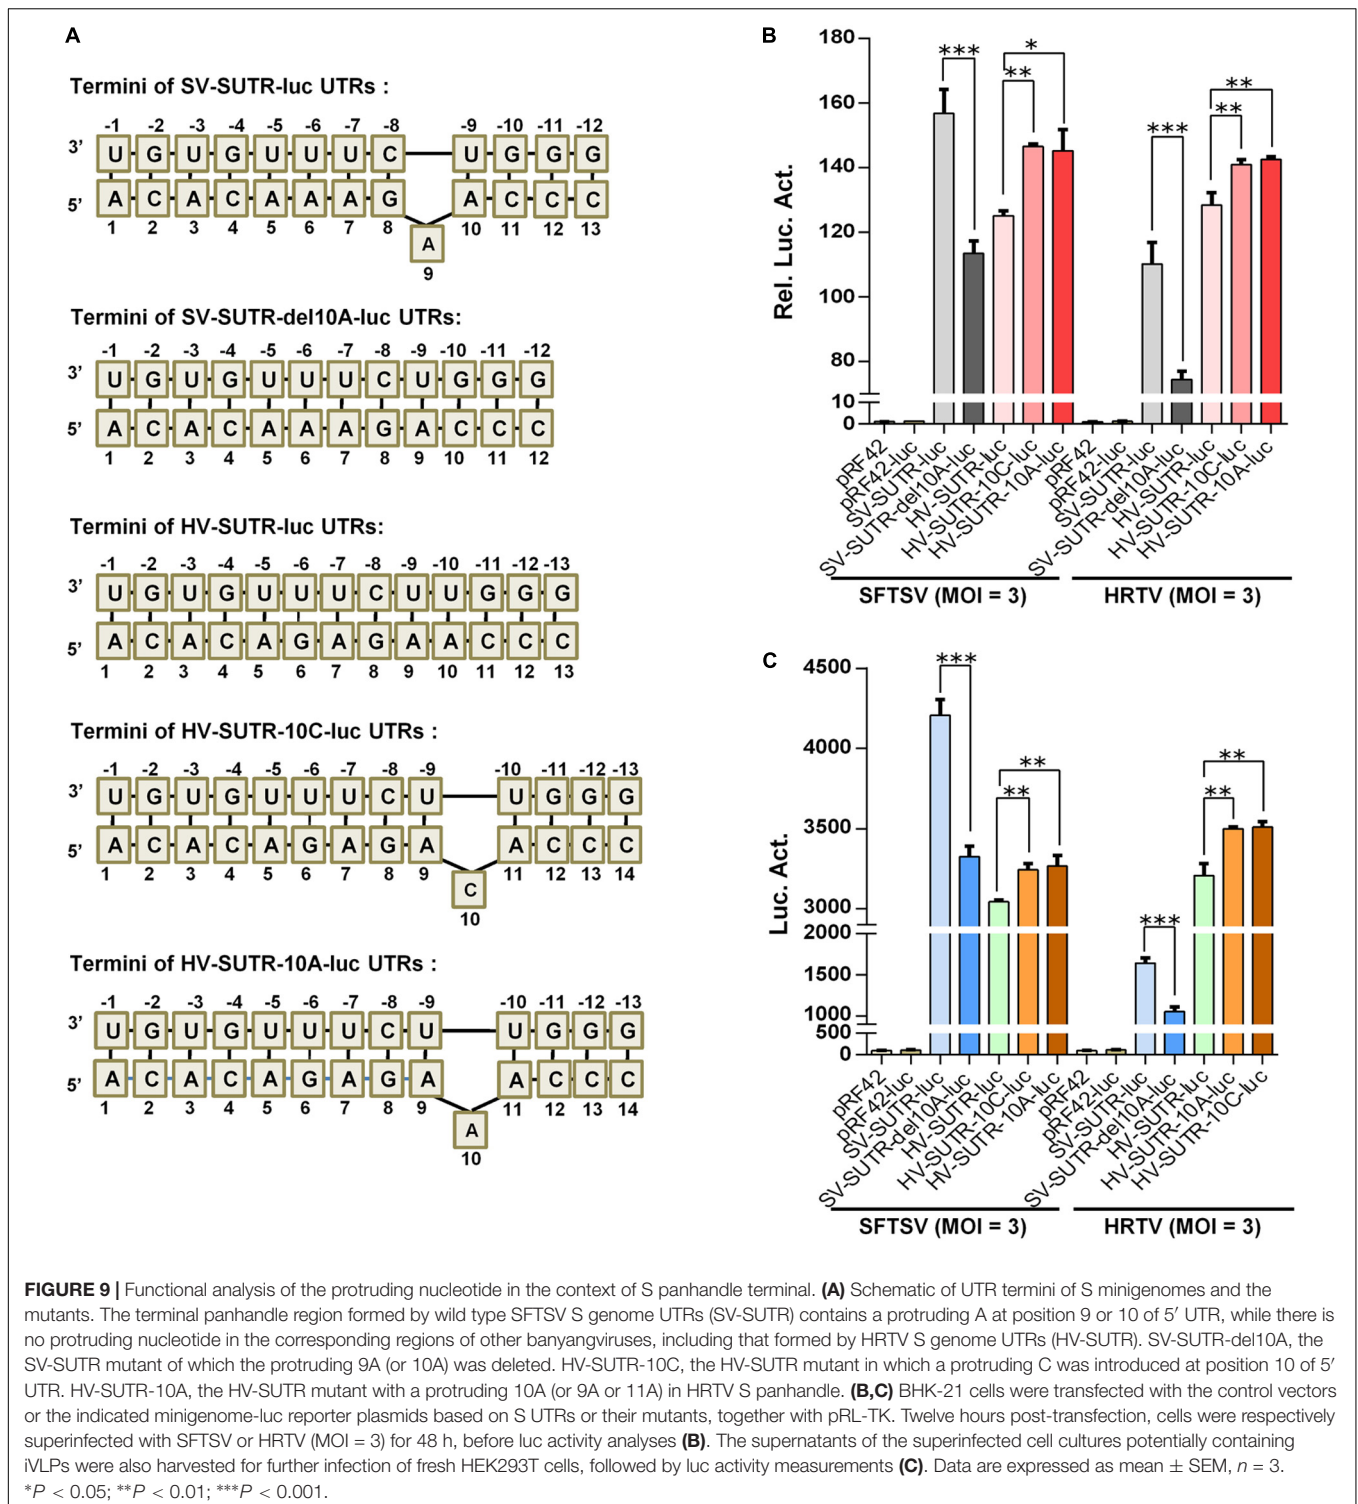 A
Termini of SV-SUTR-luc UTRs :
-1 -2 -3 -4 -5 -6 -7 -8 -9 -10 -11 -12
3' U G U G U U U C U G G G
5' A C A C A A A G A C C C
1 2 3 4 5 6 7 8 10 11 12 13
A
9
Termini of SV-SUTR-del10A-luc UTRs:
-1 -2 -3 -4 -5 -6 -7 -8 -9 -10 -11 -12
3' U G U G U U U C U G G G
5' A C A C A A A G A C C C
1 2 3 4 5 6 7 8 9 10 11 12
Termini of HV-SUTR-luc UTRs:
-1 -2 -3 -4 -5 -6 -7 -8 -9 -10 -11 -12 -13
3' U G U G U U U C U U G G G
5' A C A C A G A G A A C C C
1 2 3 4 5 6 7 8 9 10 11 12 13
Termini of HV-SUTR-10C-luc UTRs :
-1 -2 -3 -4 -5 -6 -7 -8 -9 -10 -11 -12 -13
3' U G U G U U U C U U G G G
5' A C A C A G A G A A C C C
1 2 3 4 5 6 7 8 9 11 12 13 14
C
10
Termini of HV-SUTR-10A-luc UTRs :
-1 -2 -3 -4 -5 -6 -7 -8 -9 -10 -11 -12 -13
3' U G U G U U U C U U G G G
5' A C A C A G A G A A C C C
1 2 3 4 5 6 7 8 9 11 12 13 14
A
10
B
Rel. Luc. Act.
180
160
140
120
100
80
10
0
*** ** * *** ** **
pRF42 pRF42-luc SV-SUTR-luc SV-SUTR-del10A-luc HV-SUTR-luc HV-SUTR-10C-luc HV-SUTR-10A-luc pRF42 pRF42-luc SV-SUTR-luc SV-SUTR-del10A-luc HV-SUTR-luc HV-SUTR-10C-luc HV-SUTR-10A-luc
SFTSV (MOI = 3) HRTV (MOI = 3)
C
Luc. Act.
4500
4000
3500
3000
2000
1500
1000
500
0
*** ** ** *** ** **
pRF42 pRF42-luc SV-SUTR-luc SV-SUTR-del10A-luc HV-SUTR-luc HV-SUTR-10C-luc HV-SUTR-10A-luc pRF42 pRF42-luc SV-SUTR-luc SV-SUTR-del10A-luc HV-SUTR-luc HV-SUTR-10A-luc HV-SUTR-10C-luc
SFTSV (MOI = 3) HRTV (MOI = 3)
FIGURE 9 | Functional analysis of the protruding nucleotide in the context of S panhandle terminal. (A) Schematic of UTR termini of S minigenomes and the
mutants. The terminal panhandle region formed by wild type SFTSV S genome UTRs (SV-SUTR) contains a protruding A at position 9 or 10 of 5′ UTR, while there is
no protruding nucleotide in the corresponding regions of other banyangviruses, including that formed by HRTV S genome UTRs (HV-SUTR). SV-SUTR-del10A, the
SV-SUTR mutant of which the protruding 9A (or 10A) was deleted. HV-SUTR-10C, the HV-SUTR mutant in which a protruding C was introduced at position 10 of 5′
UTR. HV-SUTR-10A, the HV-SUTR mutant with a protruding 10A (or 9A or 11A) in HRTV S panhandle. (B,C) BHK-21 cells were transfected with the control vectors
or the indicated minigenome-luc reporter plasmids based on S UTRs or their mutants, together with pRL-TK. Twelve hours post-transfection, cells were respectively
superinfected with SFTSV or HRTV (MOI = 3) for 48 h, before luc activity analyses (B). The supernatants of the superinfected cell cultures potentially containing
iVLPs were also harvested for further infection of fresh HEK293T cells, followed by luc activity measurements (C). Data are expressed as mean ± SEM, n = 3.
*P < 0.05; **P < 0.01; ***P < 0.001.